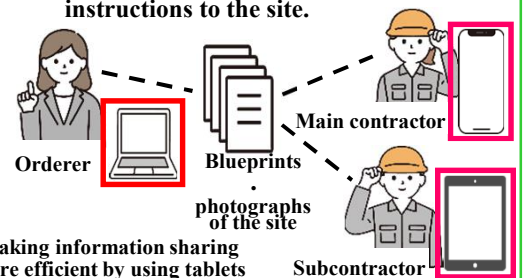 instructions to the site.
Main contractor
Orderer
Blueprints
・
photographs
of the site
aking information sharing
re efficient by using tablets
Subcontractor